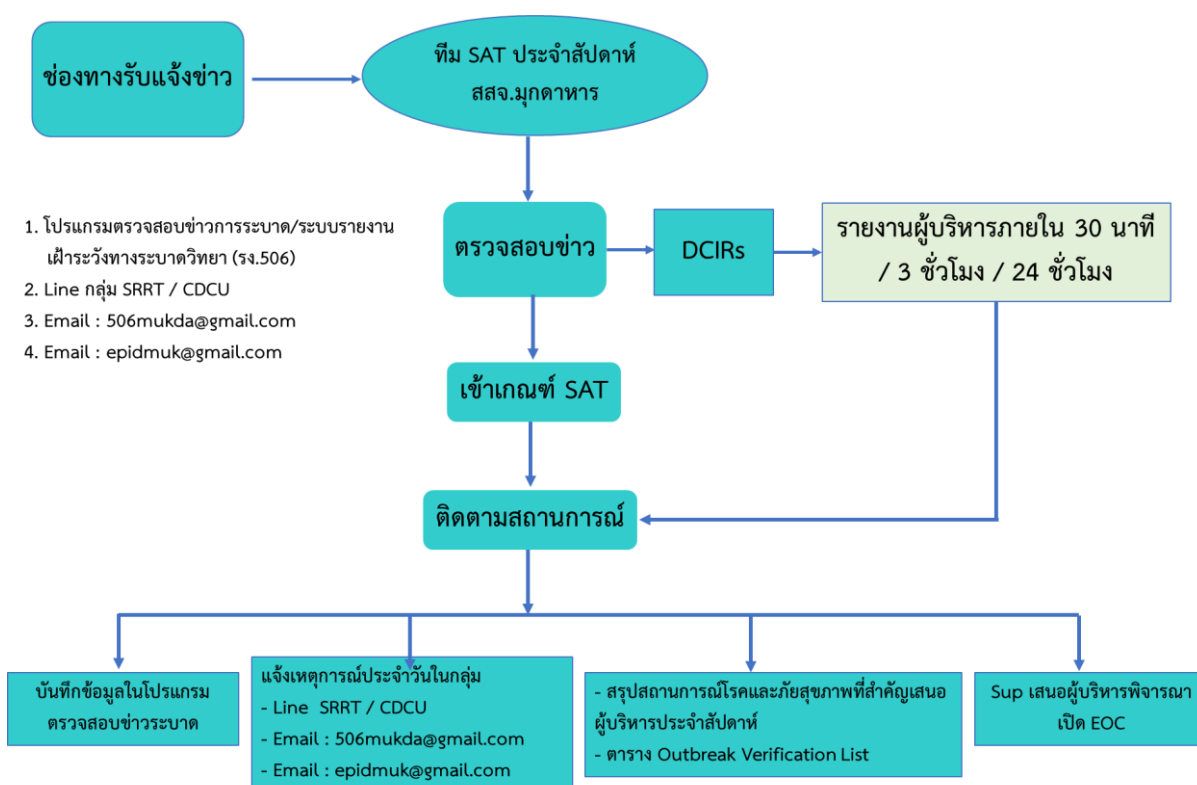 ช่องทางรับแจ้งข่าว
ทีม SAT ประจำสัปดาห์
สสจ.มุกดาหาร
1. โปรแกรมตรวจสอบข่าวการระบาด/ระบบรายงาน
เฝ้าระวังทางระบาดวิทยา (รง.506)
2. Line กลุ่ม SRRT / CDCU
3. Email : 506mukda@gmail.com
4. Email : epidmuk@gmail.com
ตรวจสอบข่าว
DCIRs
รายงานผู้บริหารภายใน 30 นาที
/ 3 ชั่วโมง / 24 ชั่วโมง
เข้าเกณฑ์ SAT
ติดตามสถานการณ์
บันทึกข้อมูลในโปรแกรม
ตรวจสอบข่าวระบาด
แจ้งเหตุการณ์ประจำวันในกลุ่ม
- Line SRRT / CDCU
- Email : 506mukda@gmail.com
- Email : epidmuk@gmail.com
- สรุปสถานการณ์โรคและภัยสุขภาพที่สำคัญเสนอ
ผู้บริหารประจำสัปดาห์
- ตาราง Outbreak Verification List
Sup เสนอผู้บริหารพิจารณา
เปิด EOC